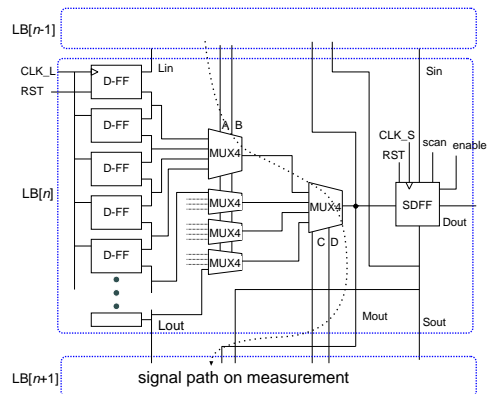 LB[n-1]
CLK_L
RST
D-FF
Lin
A B
Sin
D-FF
MUX4
CLK_S
scan
enable
RST
D-FF
LB[n]
MUX4
MUX4
SDFF
D-FF
MUX4
Dout
C D
D-FF
MUX4
Lout
Mout
Sout
LB[n+1]
signal path on measurement